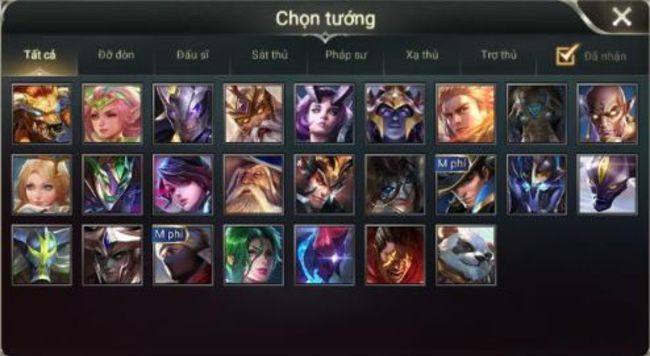 Chọn tướng
Tất cả Đỡ đòn Đấu sĩ Sát thủ Pháp sư Xạ thủ Trợ thủ Đã nhận
M phí
M phí